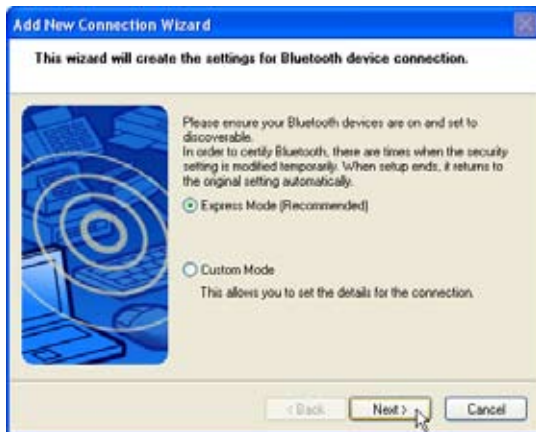 Add New Connection Wizard
This wizard will create the settings for Bluetooth device connection.
Please ensure your Bluetooth devices are on and set to
discoverable.
In order to certify Bluetooth, there are times when the security
setting is modified temporarily. When setup ends, it returns to
the original setting automatically.
Express Mode (Recommended)
Custom Mode
This allows you to set the details for the connection.
< Back
Next >
Cancel